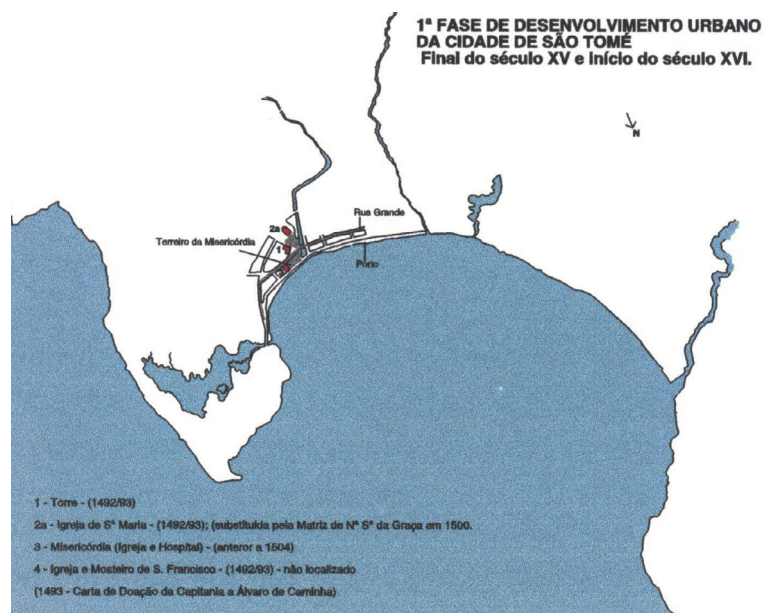 1ª FASE DE DESENVOLVIMENTO URBANO
DA CIDADE DE SÃO TOMÉ
Final do século XV e início do século XVI.
N
Rua Grande
2a
Terreiro da Misericórdia
1
Porto
1 - Torre - (1492/93)
2a - Igreja de Sª Maria - (1492/93); (substituída pela Matriz de Nª Sª da Graça em 1500.
3 - Misericórdia (Igreja e Hospital) - (anteror a 1504)
4 - Igreja e Mosteiro de S. Francisco - (1492/93) - não localizado
(1493 - Carta de Doação da Capitania a Álvaro de Caminha)